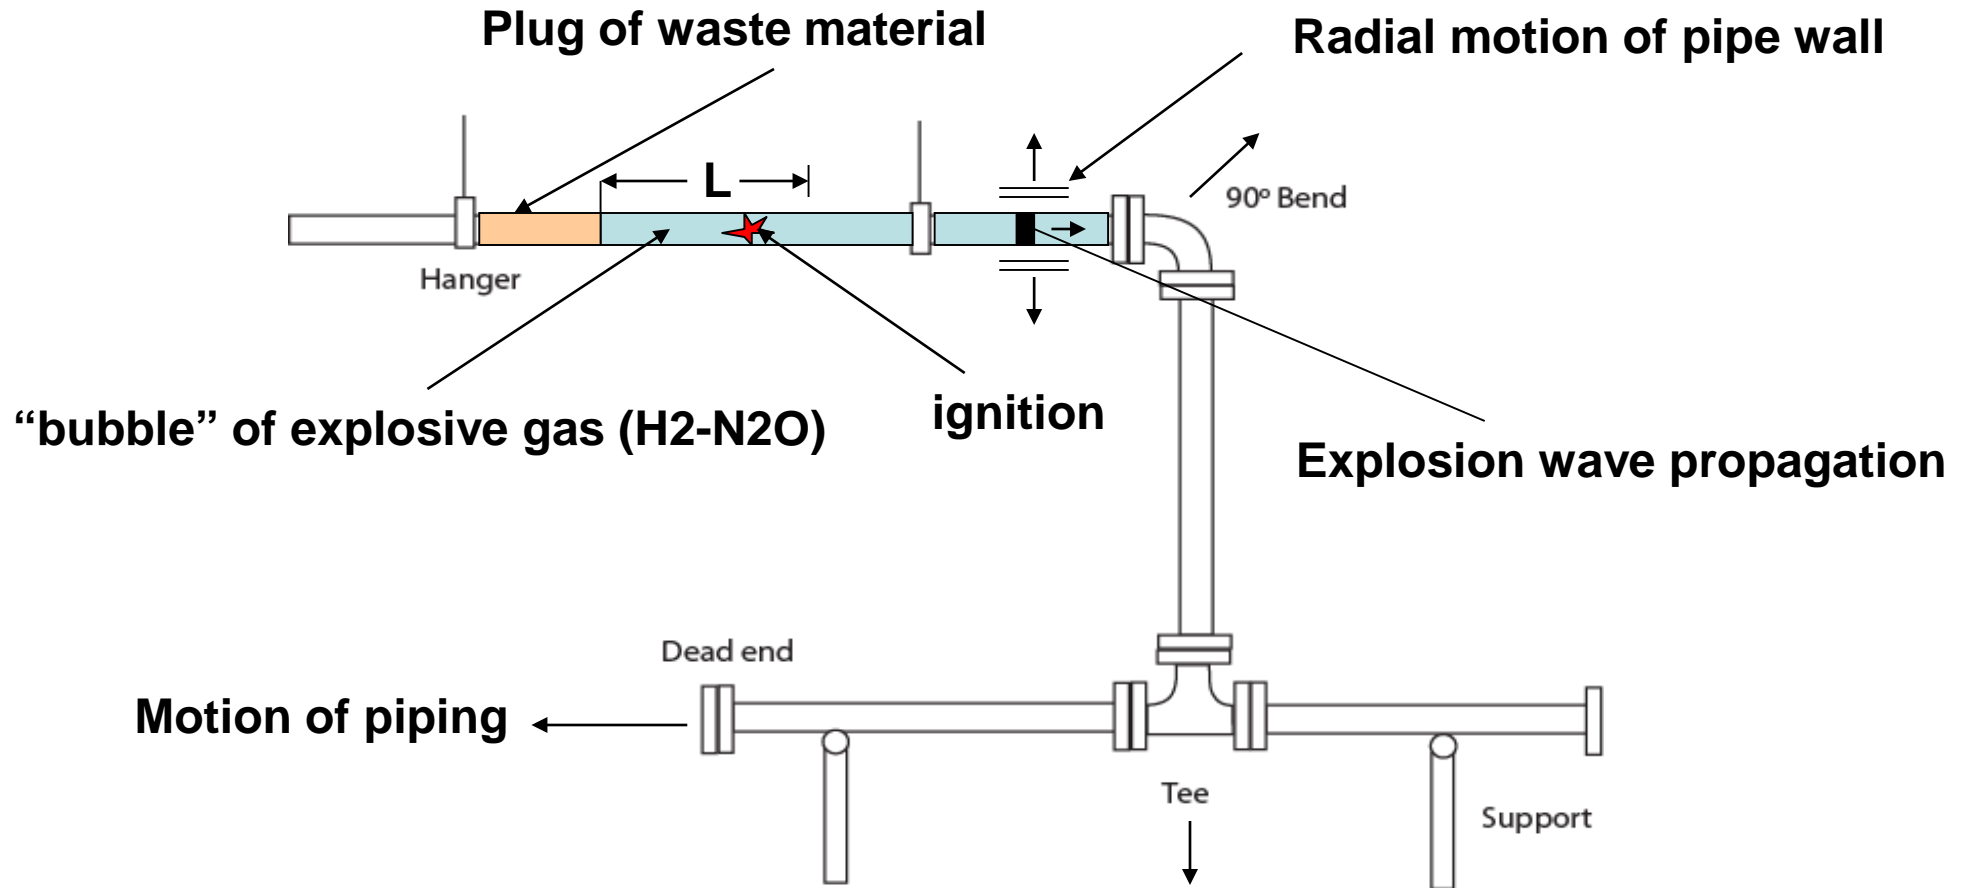 Plug of waste material
Radial motion of pipe wall
L
90º Bend
Hanger
“bubble” of explosive gas (H2-N2O)
ignition
Explosion wave propagation
Dead end
Motion of piping
Tee
Support